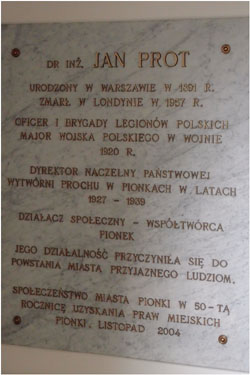 DR INŻ. JAN PROT
URODZONY W WARSZAWIE W 1891 R.
ZMARŁ W LONDYNIE W 1957 R.
OFICER I BRYGADY LEGIONÓW POLSKICH
MAJOR WOJSKA POLSKIEGO W WOJNIE
1920 R.
DYREKTOR NACZELNY PAŃSTWOWEJ
WYTWÓRNI PROCHU W PIONKACH W LATACH
1927 - 1939
DZIAŁACZ SPOŁECZNY - WSPÓŁTWÓRCA
PIONEK
JEGO DZIAŁALNOŚĆ PRZYCZYNIŁA SIĘ DO
POWSTANIA MIASTA PRZYJAZNEGO LUDZIOM.
SPOŁECZEŃSTWO MIASTA PIONKI W 50-TĄ
ROCZNICĘ UZYSKANIA PRAW MIEJSKICH
PIONKI, LISTOPAD 2004